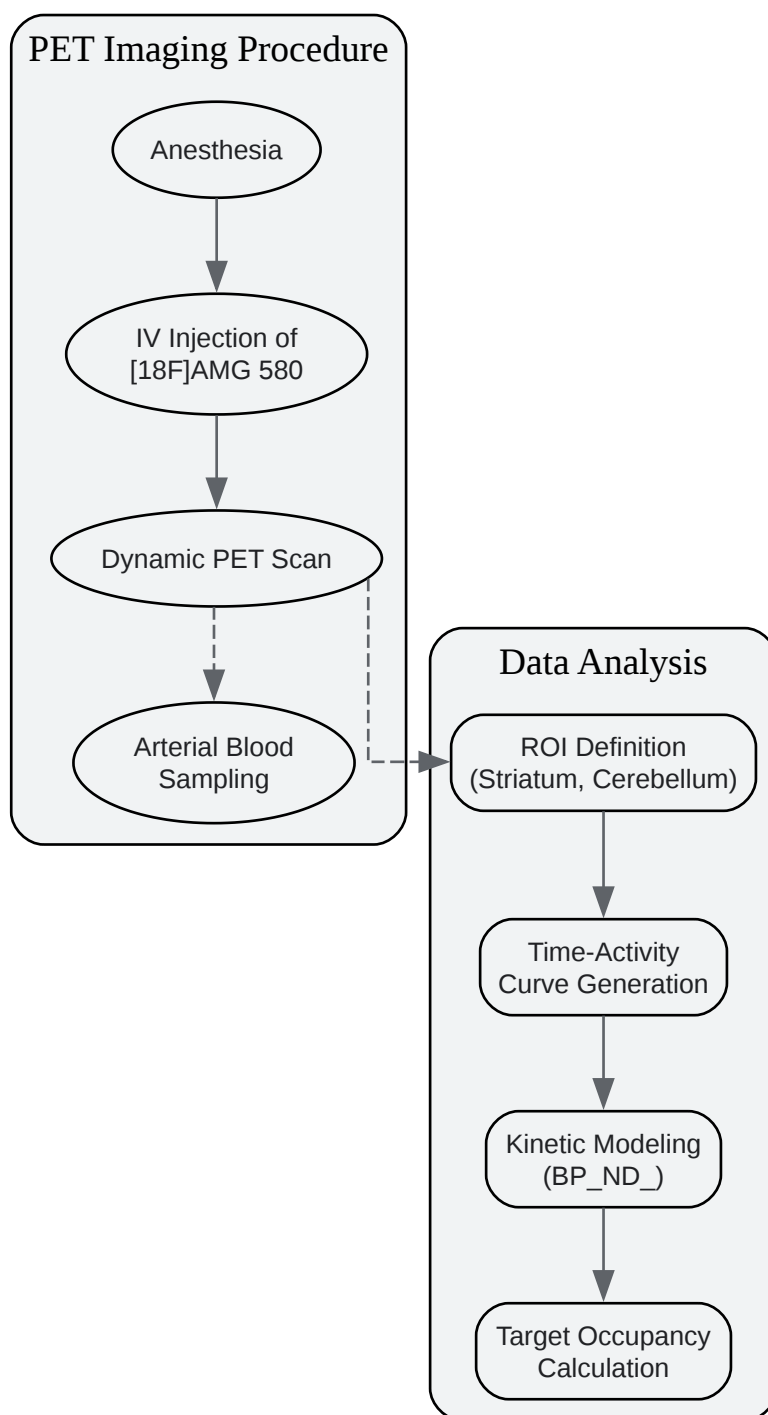 PET Imaging Procedure
Anesthesia
IV Injection of
[18F]AMG 580
Dynamic PET Scan
Arterial Blood
Sampling
Data Analysis
ROI Definition
(Striatum, Cerebellum)
Time-Activity
Curve Generation
Kinetic Modeling
(BP_ND_)
Target Occupancy
Calculation